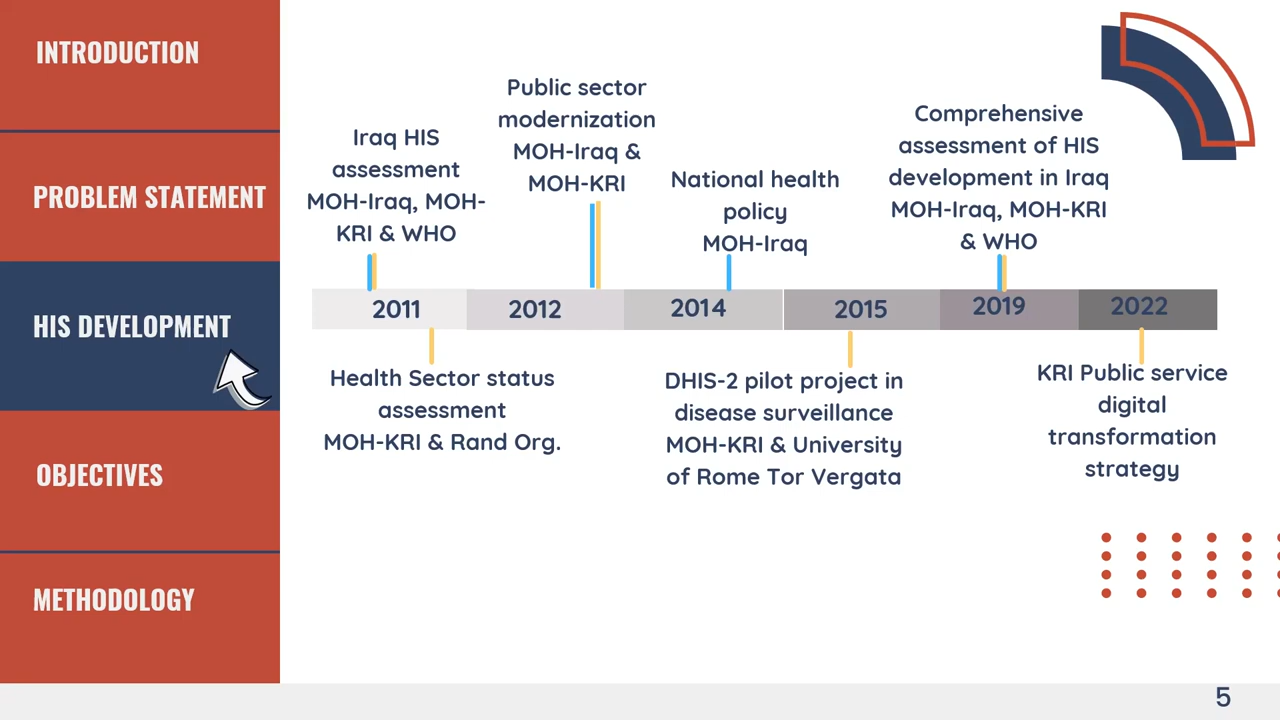 INTRODUCTION
PROBLEM STATEMENT
HIS DEVELOPMENT
OBJECTIVES
METHODOLOGY
Iraq HIS
assessment
MOH-Iraq, MOH-
KRI & WHO
Public sector
modernization
MOH-Iraq &
MOH-KRI
National health
policy
MOH-Iraq
Comprehensive
assessment of HIS
development in Iraq
MOH-Iraq, MOH-KRI
& WHO
2011
2012
2014
2015
2019
2022
Health Sector status
assessment
MOH-KRI & Rand Org.
DHIS-2 pilot project in
disease surveillance
MOH-KRI & University
of Rome Tor Vergata
KRI Public service
digital
transformation
strategy
5